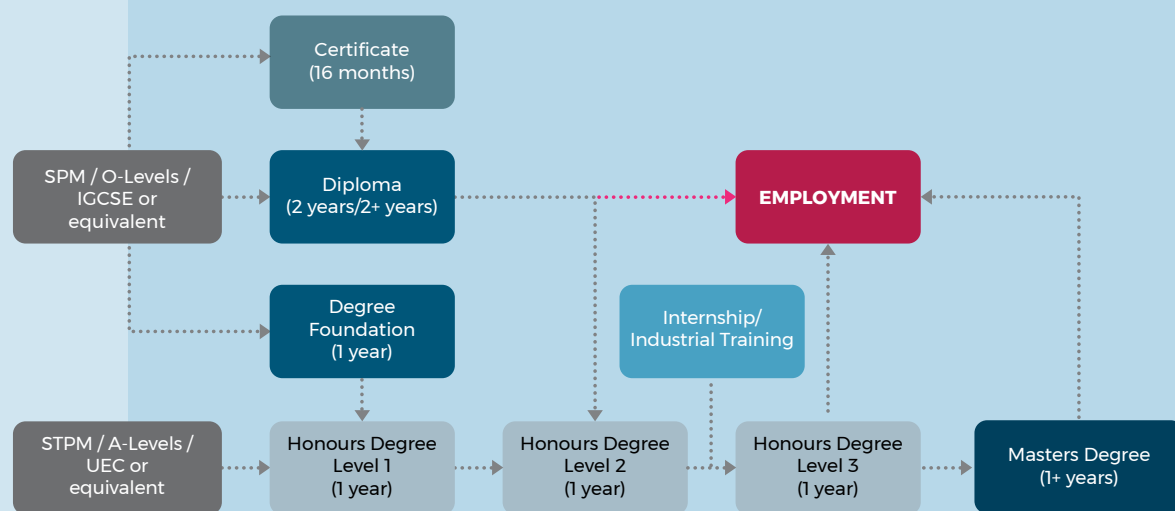 Certificate
(16 months)
SPM / O-Levels /
IGCSE or
equivalent
Diploma
(2 years/2+ years)
EMPLOYMENT
Degree
Foundation
(1 year)
Internship/
Industrial Training
STPM / A-Levels /
UEC or
equivalent
Honours Degree
Level 1
(1 year)
Honours Degree
Level 2
(1 year)
Honours Degree
Level 3
(1 year)
Masters Degree
(1+ years)